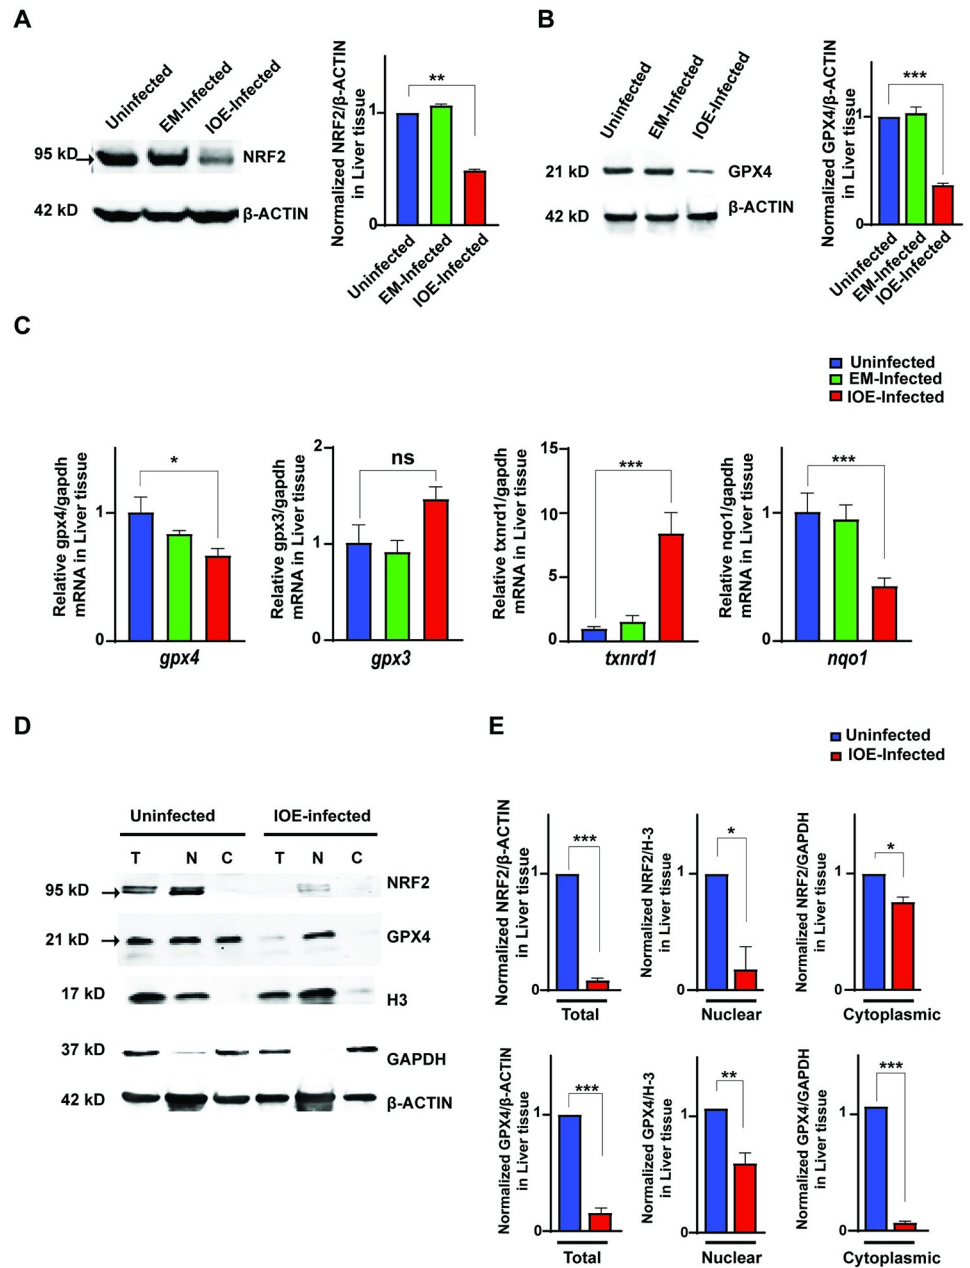 A
Uninfected
EM-Infected
IOE-Infected
95 kD
NRF2
42 kD
β-ACTIN
Normalized NRF2/β-ACTIN
in Liver tissue
1
0
**
Uninfected
EM-Infected
IOE-Infected
B
Uninfected
EM-Infected
IOE-Infected
21 kD
GPX4
42 kD
β-ACTIN
Normalized GPX4/β-ACTIN
in Liver tissue
1
0
***
Uninfected
EM-Infected
IOE-Infected
C
Uninfected
EM-Infected
IOE-Infected
Relative gpx4/gapdh
mRNA in Liver tissue
1
0
*
gpx4
Relative gpx3/gapdh
mRNA in Liver tissue
2
1
0
ns
gpx3
Relative txnrd1/gapdh
mRNA in Liver tissue
15
10
5
0
***
txnrd1
Relative nqo1/gapdh
mRNA in Liver tissue
1
0
***
nqo1
D
Uninfected
IOE-infected
T N C T N C
95 kD
NRF2
21 kD
GPX4
17 kD
H3
37 kD
GAPDH
42 kD
β-ACTIN
E
Uninfected
IOE-Infected
Normalized NRF2/β-ACTIN
in Liver tissue
1
0
***
Total
Normalized NRF2/H-3
in Liver tissue
1
0
*
Nuclear
Normalized NRF2/GAPDH
in Liver tissue
1
0
*
Cytoplasmic
Normalized GPX4/β-ACTIN
in Liver tissue
1
0
***
Total
Normalized GPX4/H-3
in Liver tissue
1
0
**
Nuclear
Normalized GPX4/GAPDH
in Liver tissue
1
0
***
Cytoplasmic